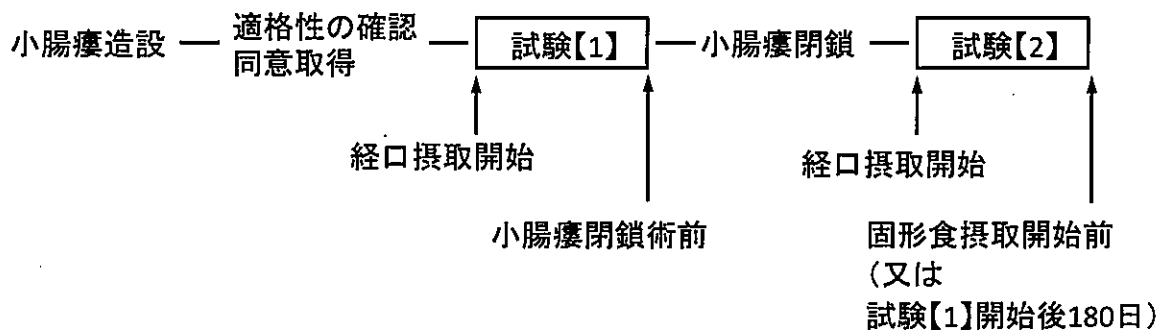 小腸瘻造設
適格性の確認
同意取得
試験【1】
小腸瘻閉鎖
試験【2】
経口摂取開始
経口摂取開始
小腸瘻閉鎖術前
固形食摂取開始前
（又は
試験【1】開始後180日）